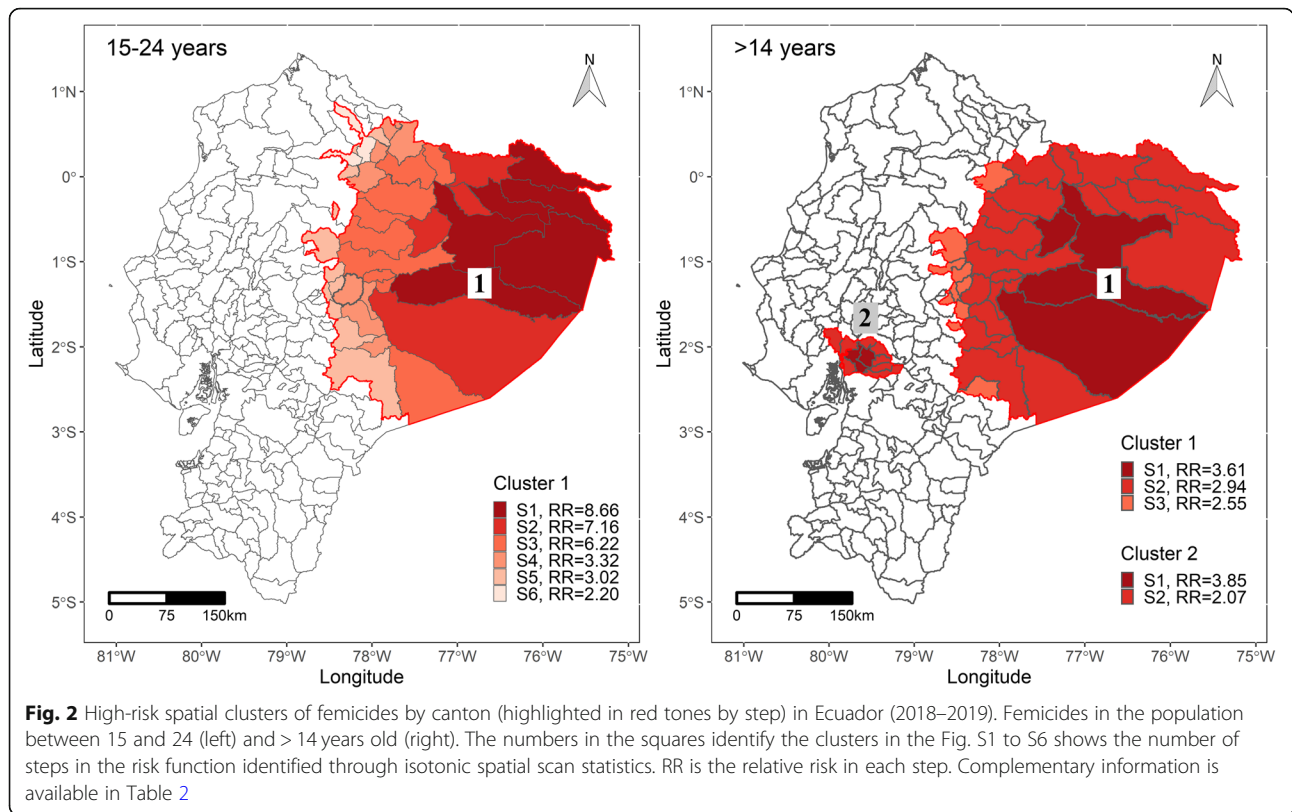 15-24 years
N
1
1°N
0°
1°S
2°S
3°S
4°S
5°S
Latitude
Cluster 1
S1, RR=8.66
S2, RR=7.16
S3, RR=6.22
S4, RR=3.32
S5, RR=3.02
S6, RR=2.20
0 75 150km
81°W 80°W 79°W 78°W 77°W 76°W 75°W
Longitude
>14 years
N
1
2
1°N
0°
1°S
2°S
3°S
4°S
5°S
Latitude
Cluster 1
S1, RR=3.61
S2, RR=2.94
S3, RR=2.55
Cluster 2
S1, RR=3.85
S2, RR=2.07
0 75 150km
81°W 80°W 79°W 78°W 77°W 76°W 75°W
Longitude
Fig. 2 High-risk spatial clusters of femicides by canton (highlighted in red tones by step) in Ecuador (2018–2019). Femicides in the population
between 15 and 24 (left) and > 14 years old (right). The numbers in the squares identify the clusters in the Fig. S1 to S6 shows the number of
steps in the risk function identified through isotonic spatial scan statistics. RR is the relative risk in each step. Complementary information is
available in Table 2